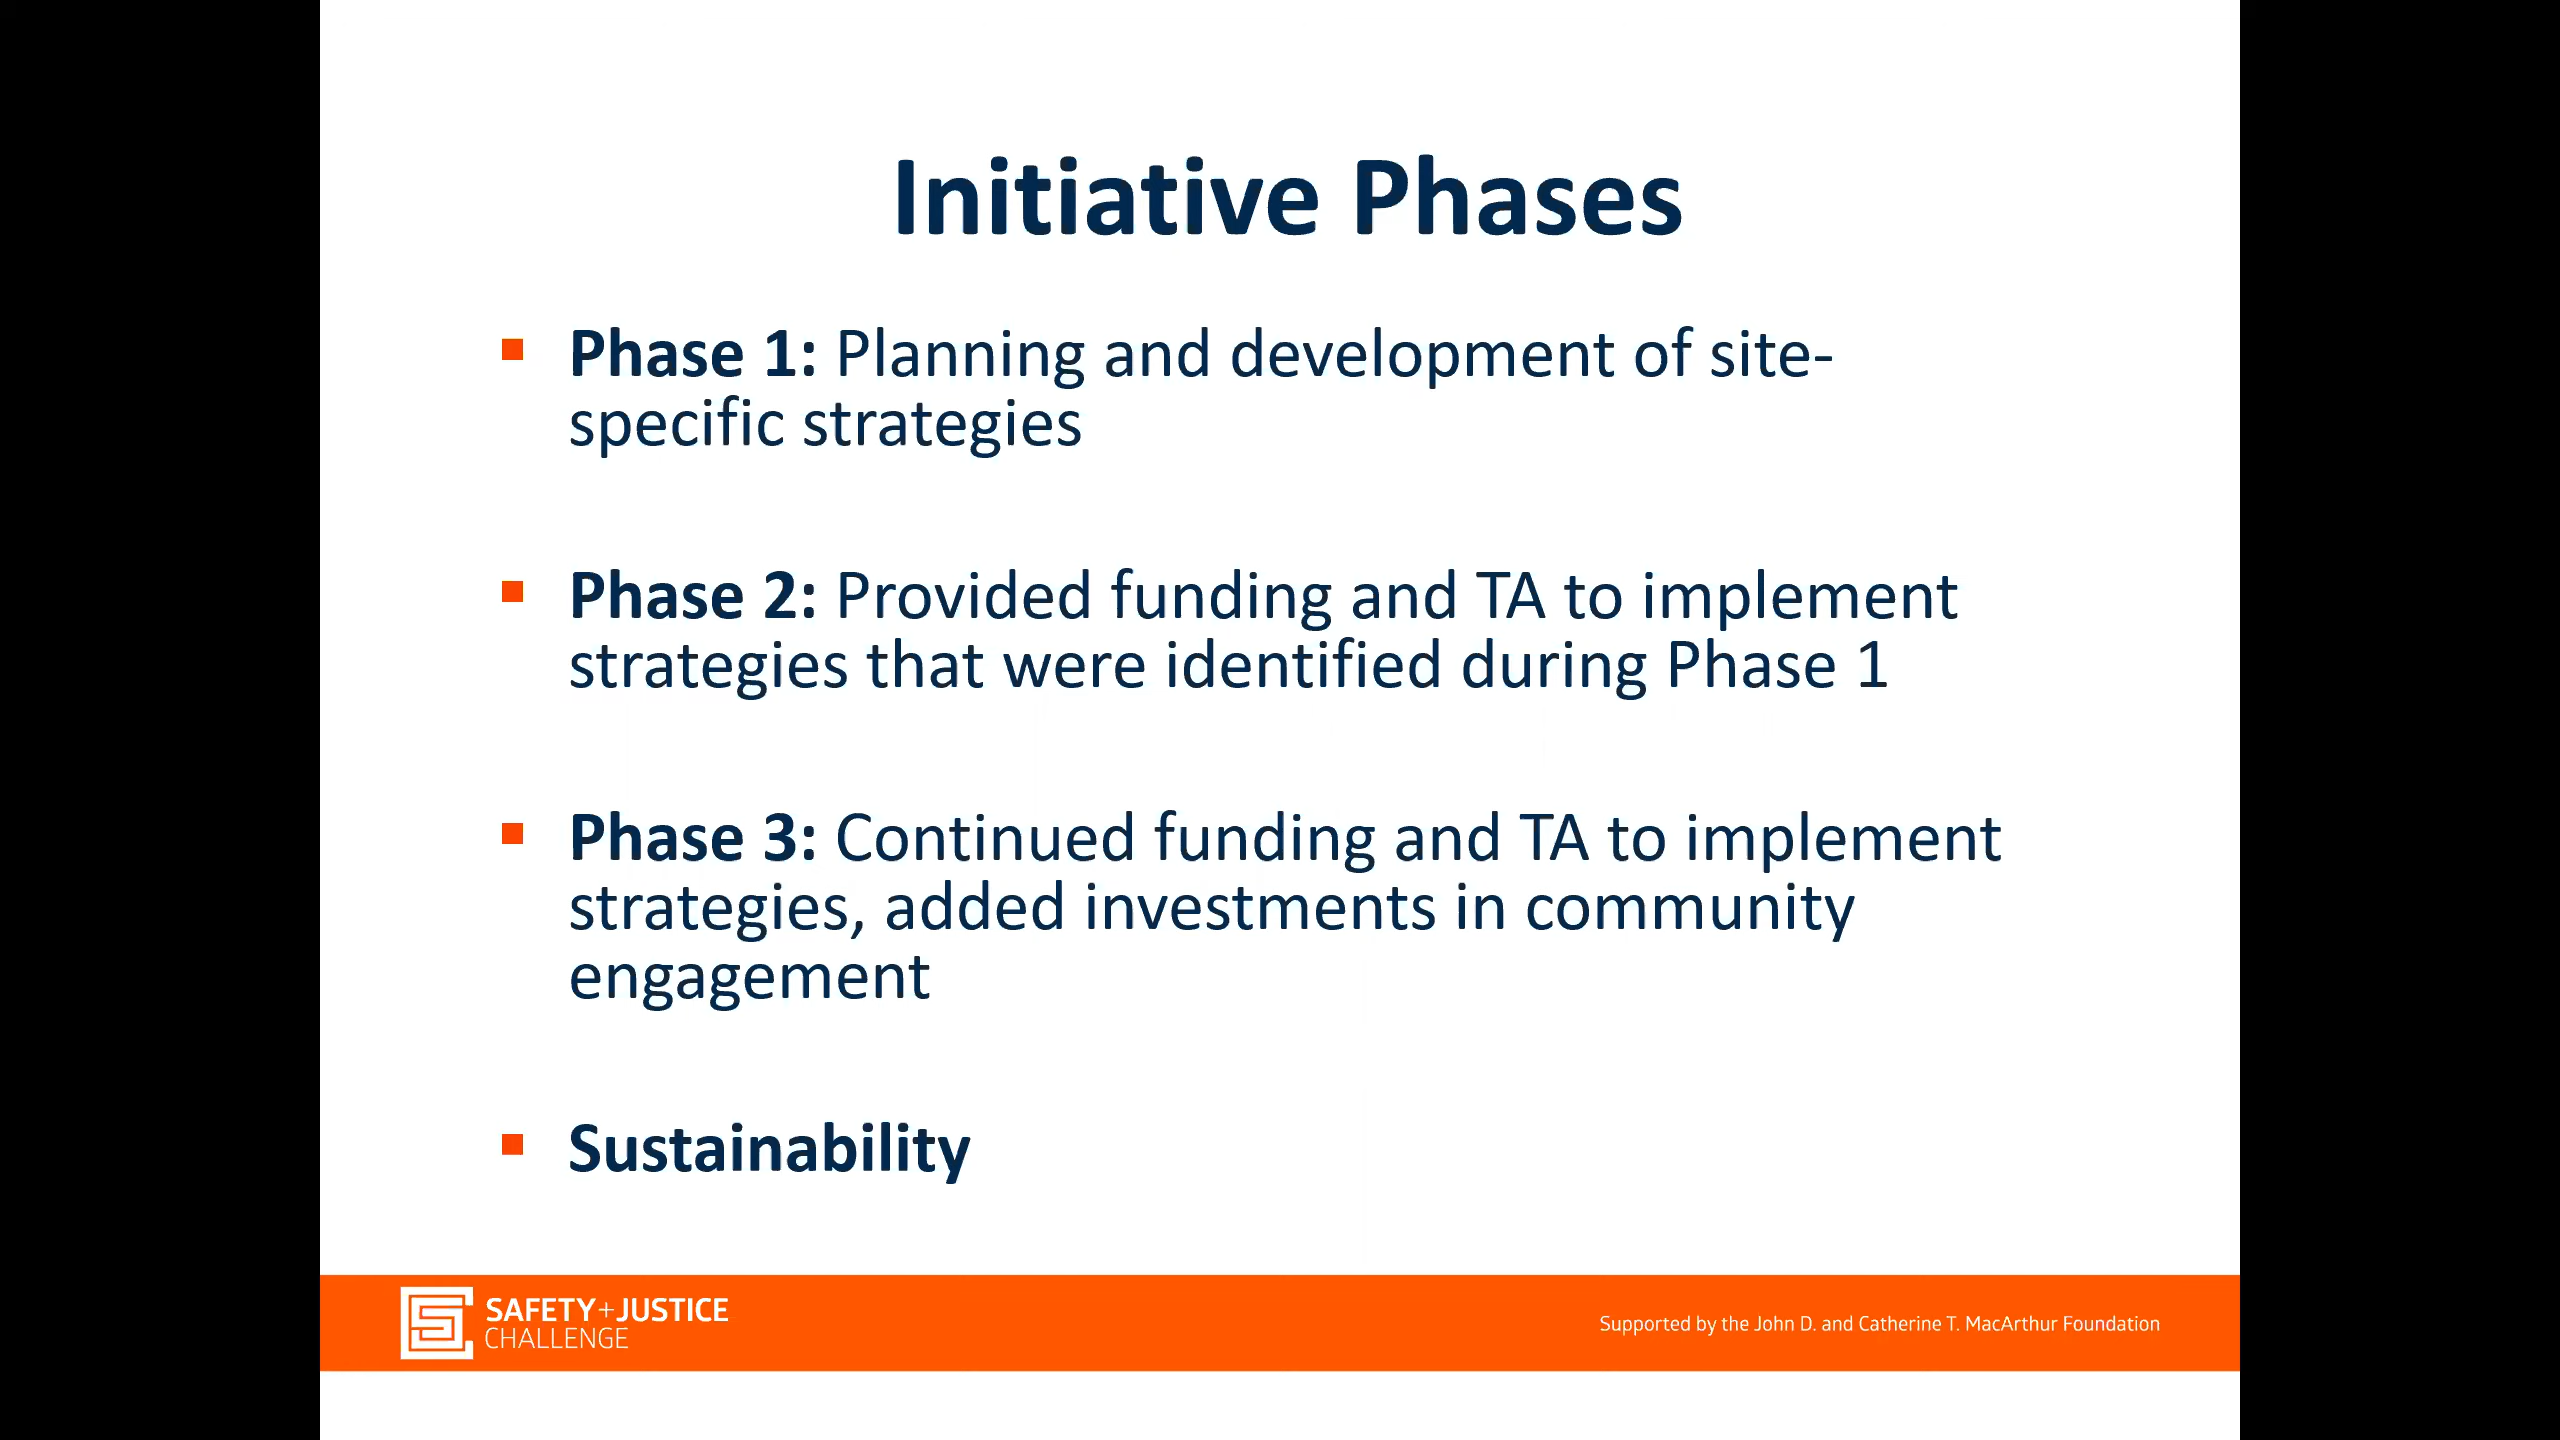 Initiative Phases
Phase 1: Planning and development of site-
specific strategies
Phase 2: Provided funding and TA to implement
strategies that were identified during Phase 1
Phase 3: Continued funding and TA to implement
strategies, added investments in community
engagement
Sustainability
SAFETY+JUSTICE
CHALLENGE
Supported by the John D. and Catherine T. MacArthur Foundation